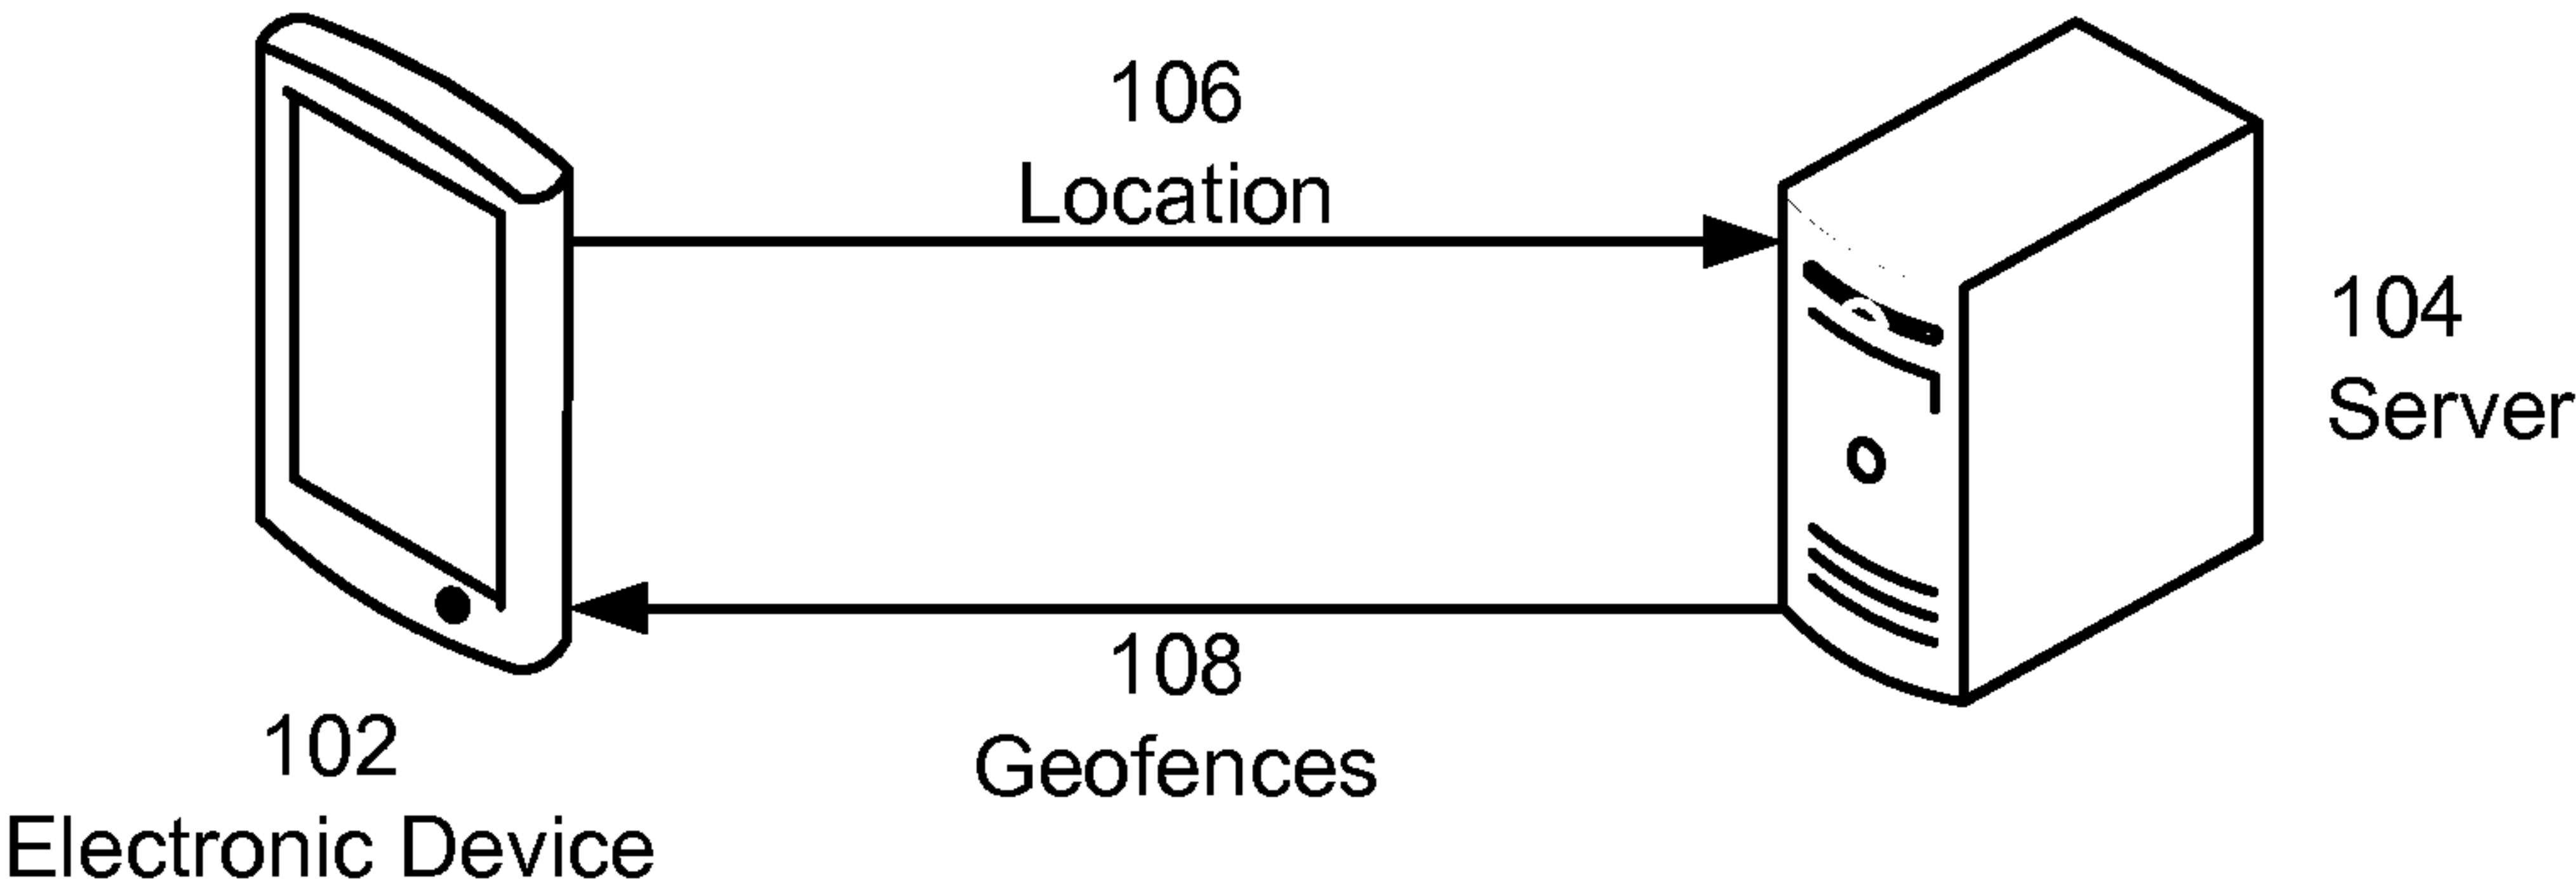 106
Location
104
Server
108
Geofences
102
Electronic Device